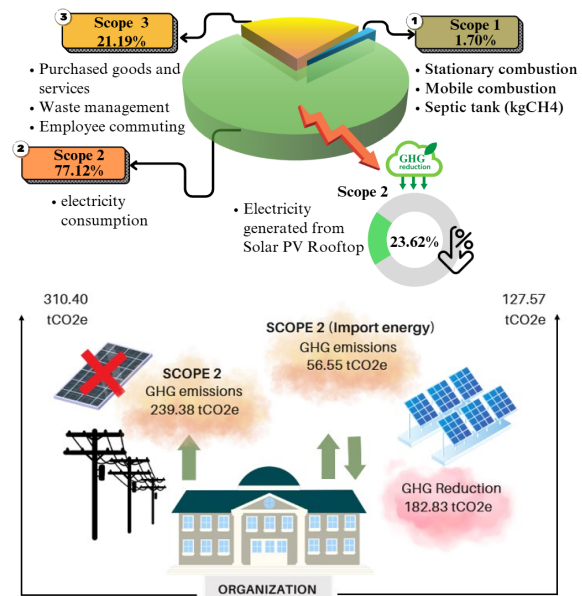 3
Scope 3
21.19%
• Purchased goods and
services
• Waste management
• Employee commuting
1
Scope 1
1.70%
• Stationary combustion
• Mobile combustion
• Septic tank (kgCH4)
2
Scope 2
77.12%
• electricity
consumption
GHG
reduction
Scope 2
• Electricity
generated from
Solar PV Rooftop
23.62%
%
310.40
tCO2e
127.57
tCO2e
SCOPE 2
GHG emissions
239.38 tCO2e
SCOPE 2 (Import energy)
GHG emissions
56.55 tCO2e
GHG Reduction
182.83 tCO2e
ORGANIZATION